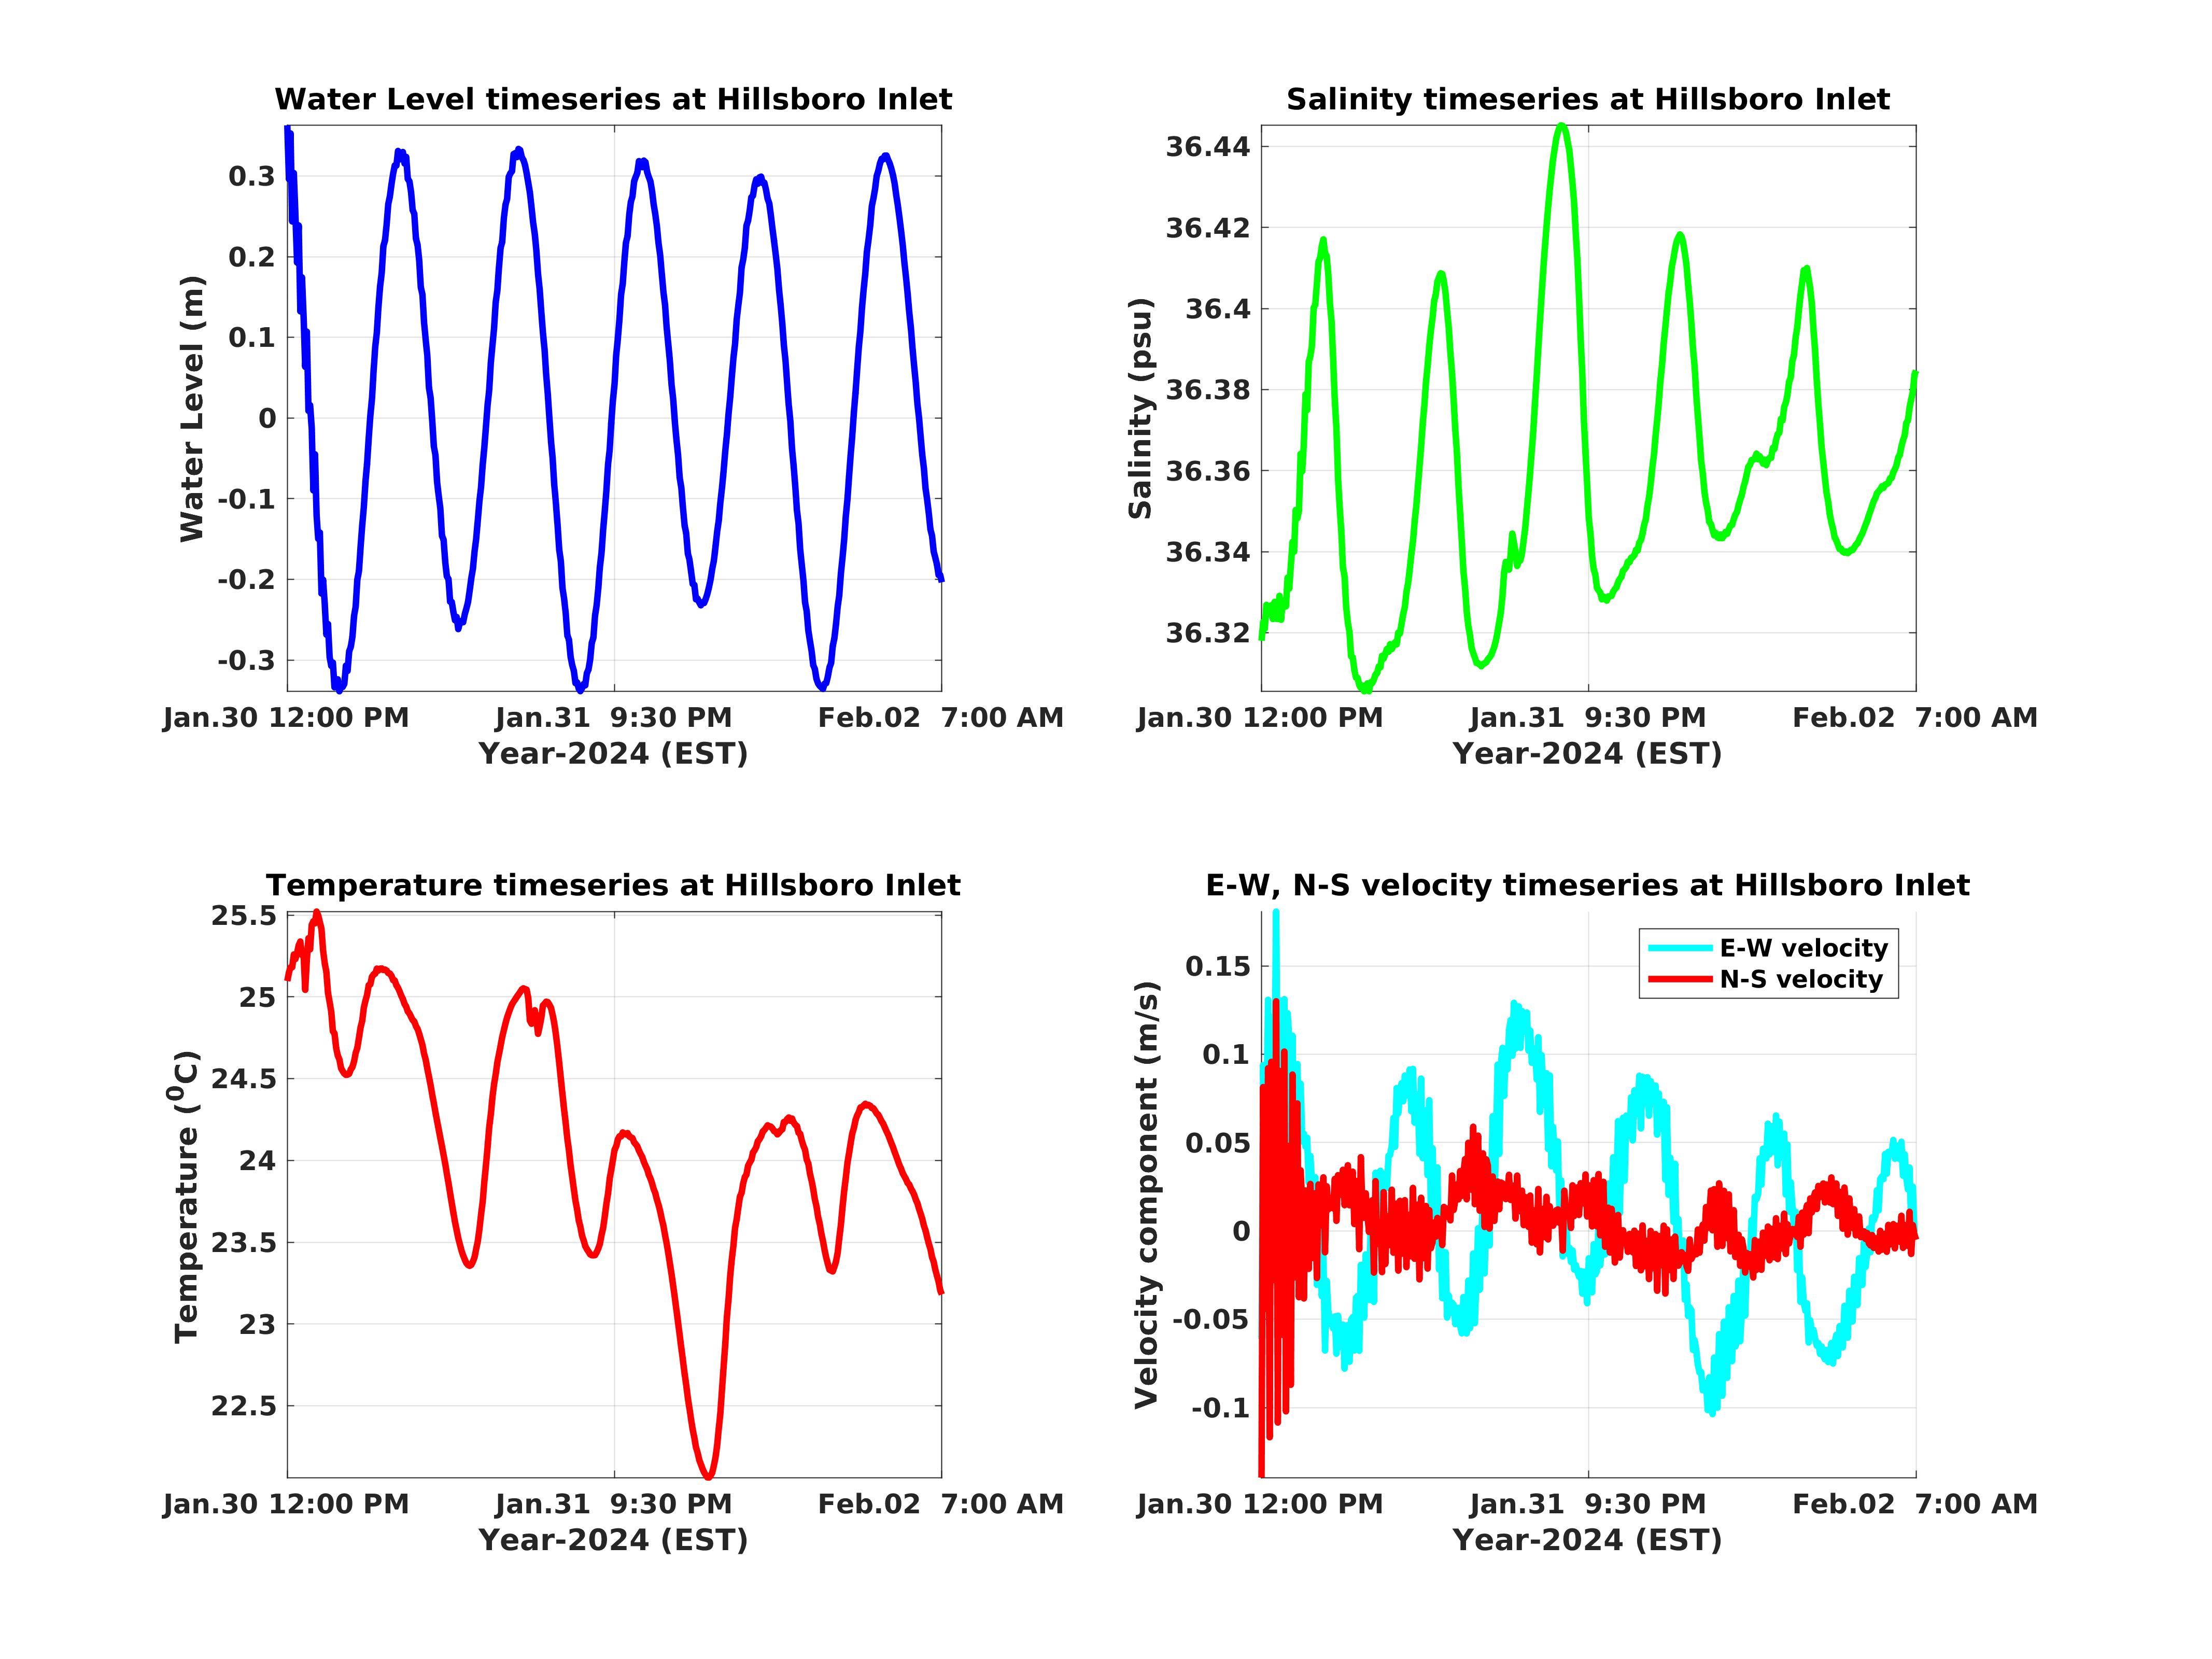 Water Level timeseries at Hillsboro Inlet
Water Level (m)
0.3
0.2
0.1
0
-0.1
-0.2
-0.3
Jan.30 12:00 PM
Jan.31  9:30 PM
Feb.02  7:00 AM
Year-2024 (EST)
Salinity timeseries at Hillsboro Inlet
Salinity (psu)
36.44
36.42
36.4
36.38
36.36
36.34
36.32
Jan.30 12:00 PM
Jan.31  9:30 PM
Feb.02  7:00 AM
Year-2024 (EST)
Temperature timeseries at Hillsboro Inlet
Temperature (⁰C)
25.5
25
24.5
24
23.5
23
22.5
Jan.30 12:00 PM
Jan.31  9:30 PM
Feb.02  7:00 AM
Year-2024 (EST)
E-W, N-S velocity timeseries at Hillsboro Inlet
E-W velocity
N-S velocity
Velocity component (m/s)
0.15
0.1
0.05
0
-0.05
-0.1
Jan.30 12:00 PM
Jan.31  9:30 PM
Feb.02  7:00 AM
Year-2024 (EST)